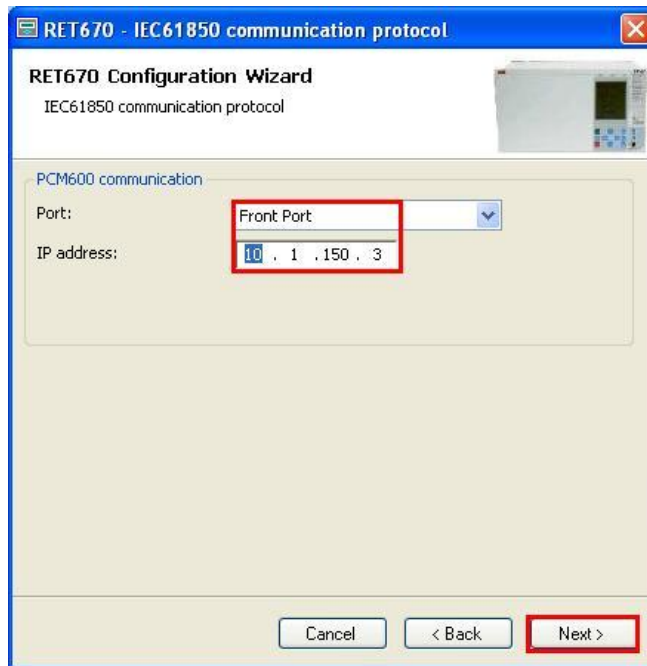 RET670 - IEC61850 communication protocol
RET670 Configuration Wizard
IEC61850 communication protocol
PCM600 communication
Port: Front Port
IP address: 10 . 1 .150 . 3
Cancel < Back Next >